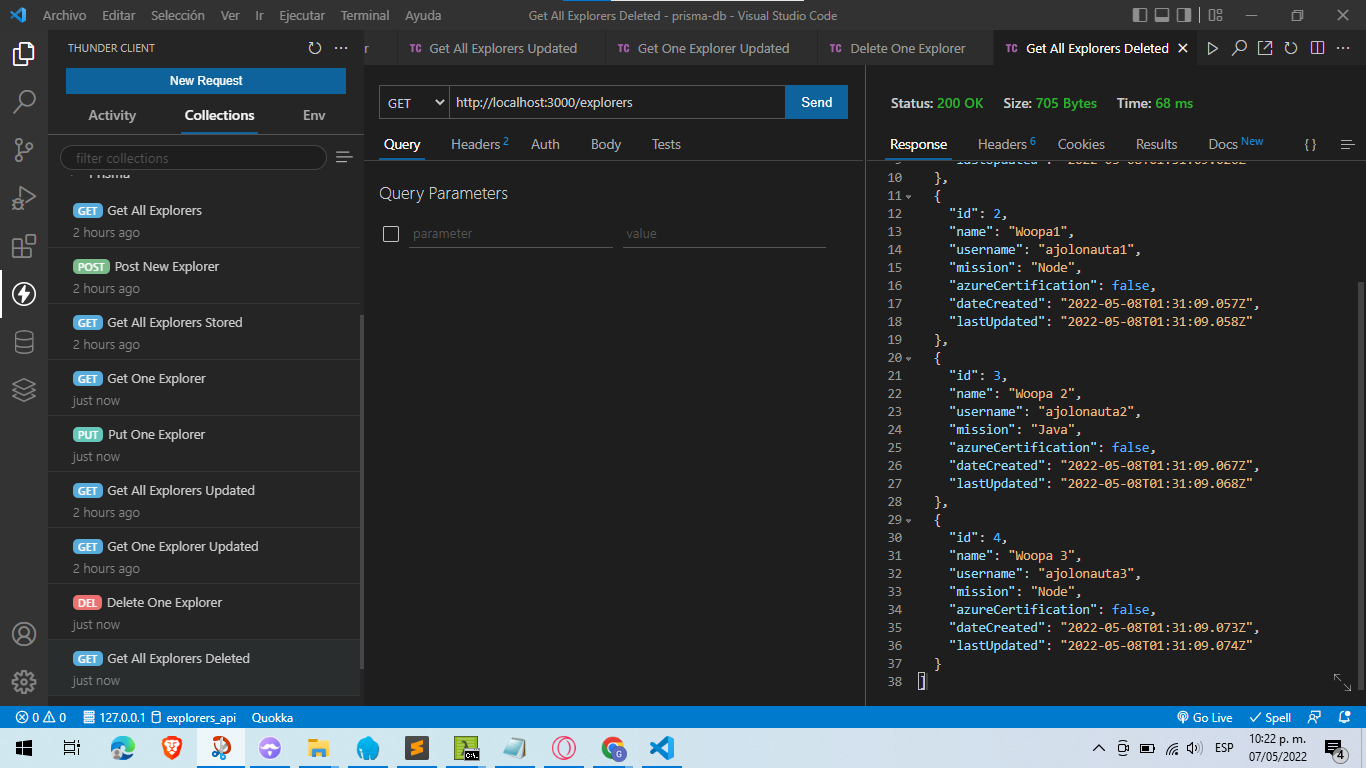 Archivo Editar Selección Ver Ir Ejecutar Terminal Ayuda
Get All Explorers Deleted - prisma-db - Visual Studio Code
THUNDER CLIENT
New Request
Activity Collections Env
filter collections
Prisma
GET Get All Explorers
2 hours ago
POST Post New Explorer
2 hours ago
GET Get All Explorers Stored
2 hours ago
GET Get One Explorer
just now
PUT Put One Explorer
just now
GET Get All Explorers Updated
2 hours ago
GET Get One Explorer Updated
2 hours ago
DEL Delete One Explorer
just now
GET Get All Explorers Deleted
just now
r
TC Get All Explorers Updated
TC Get One Explorer Updated
TC Delete One Explorer
TC Get All Explorers Deleted
GET http://localhost:3000/explorers Send
Query Headers 2 Auth Body Tests
Query Parameters
parameter value
Status: 200 OK Size: 705 Bytes Time: 68 ms
Response Headers 6 Cookies Results Docs New { }
9 "lastUpdated": "2022-05-08T01:31:09.026Z"
10 },
11 {
12 "id": 2,
13 "name": "Woopa1",
14 "username": "ajolonauta1",
15 "mission": "Node",
16 "azureCertification": false,
17 "dateCreated": "2022-05-08T01:31:09.057Z",
18 "lastUpdated": "2022-05-08T01:31:09.058Z"
19 },
20 {
21 "id": 3,
22 "name": "Woopa 2",
23 "username": "ajolonauta2",
24 "mission": "Java",
25 "azureCertification": false,
26 "dateCreated": "2022-05-08T01:31:09.067Z",
27 "lastUpdated": "2022-05-08T01:31:09.068Z"
28 },
29 {
30 "id": 4,
31 "name": "Woopa 3",
32 "username": "ajolonauta3",
33 "mission": "Node",
34 "azureCertification": false,
35 "dateCreated": "2022-05-08T01:31:09.073Z",
36 "lastUpdated": "2022-05-08T01:31:09.074Z"
37 }
38 ]
0 0 127.0.0.1 explorers_api Quokka
Go Live Spell
ESP
10:22 p. m.
07/05/2022
4